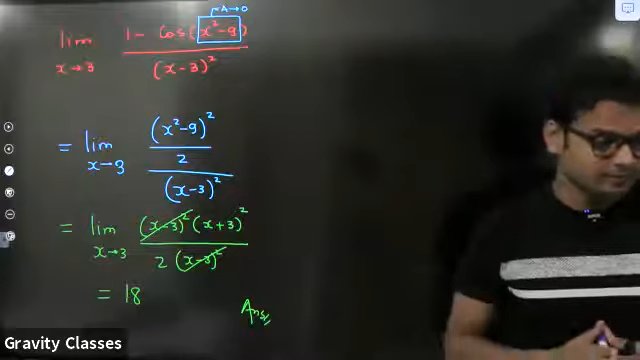 →A→0
lim x→3 1 - cos(x²-9) / (x-3)²
= lim x→3 (x²-9)² / 2 / (x-3)²
= lim x→3 (x-3)² (x+3)² / 2 (x-3)²
= 18
Ans
Gravity Classes